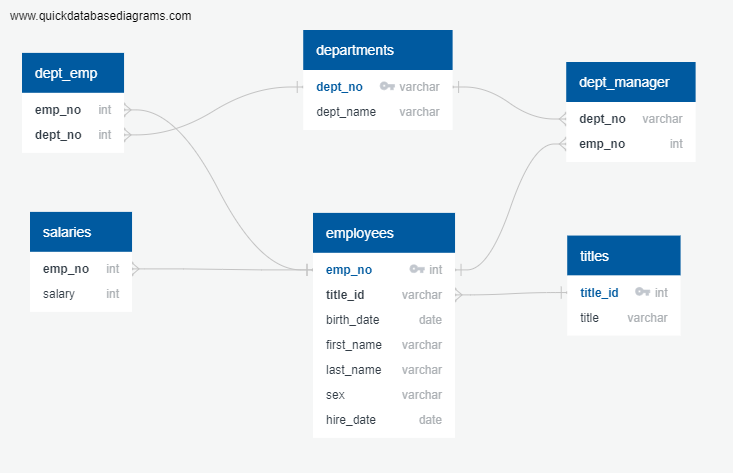 www.quickdatabasediagrams.com
dept_emp
emp_no int
dept_no int
departments
dept_no varchar
dept_name varchar
dept_manager
dept_no varchar
emp_no int
salaries
emp_no int
salary int
employees
emp_no int
title_id varchar
birth_date date
first_name varchar
last_name varchar
sex varchar
hire_date date
titles
title_id int
title varchar